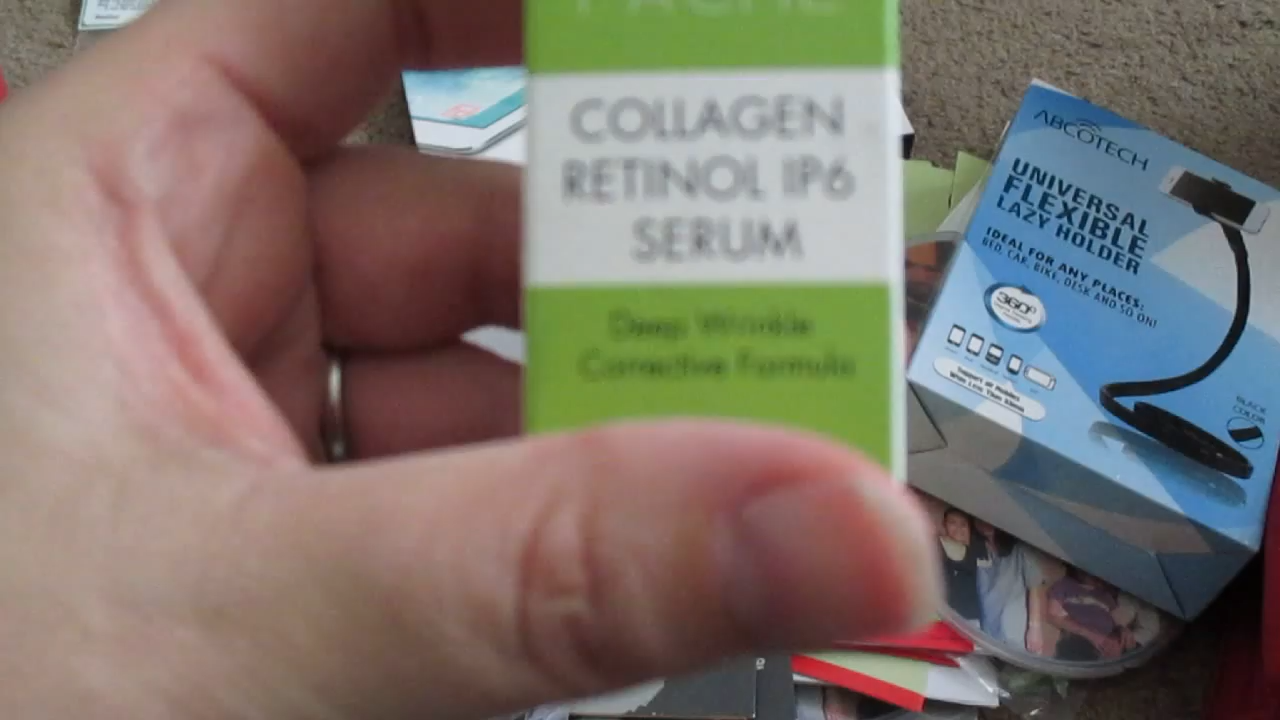 COLLAGEN
RETINOL IP6
SERUM
Deep Wrinkle
Corrective Formula
ABCOTECH
UNIVERSAL
FLEXIBLE
LAZY HOLDER
IDEAL FOR ANY PLACES:
BED, CAR, BIKE, DESK AND SO ON!
360°
BLACK
COLOR